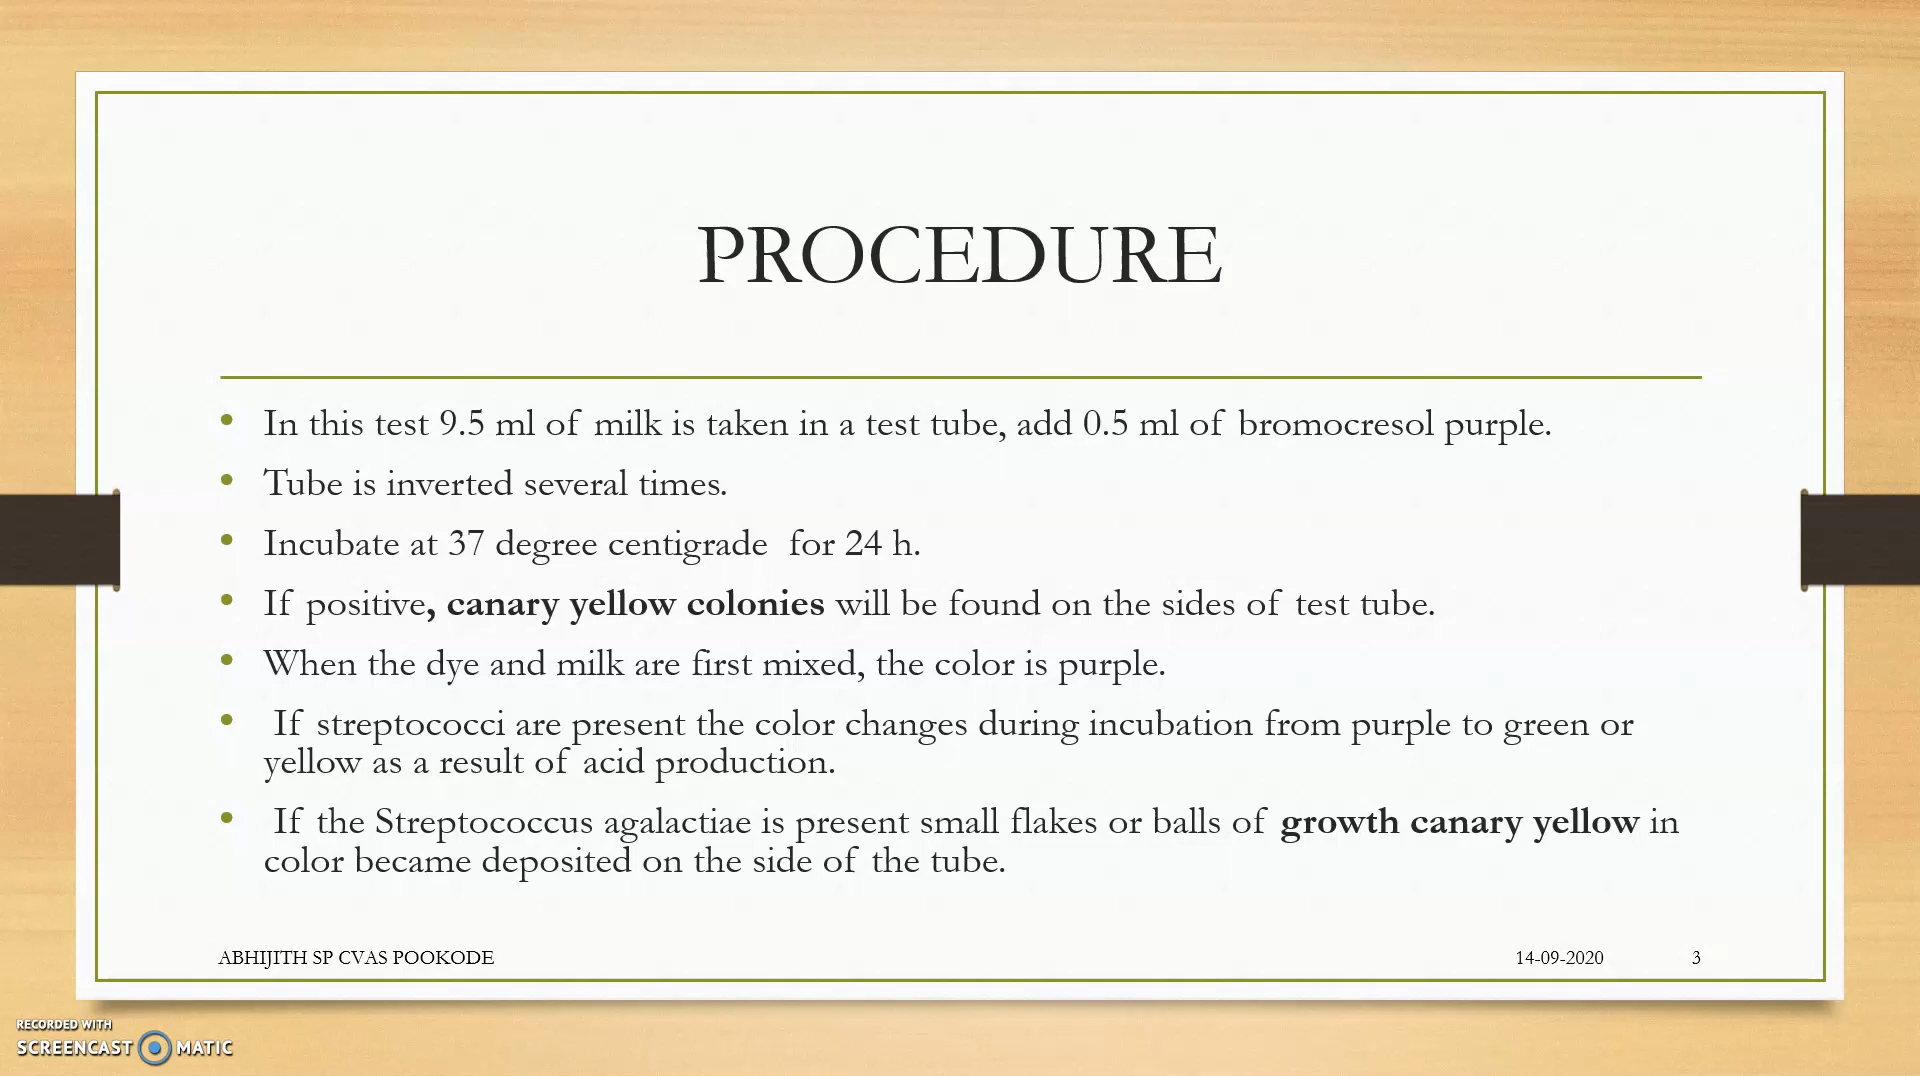 PROCEDURE
• In this test 9.5 ml of milk is taken in a test tube, add 0.5 ml of bromocresol purple.
• Tube is inverted several times.
• Incubate at 37 degree centigrade for 24 h.
• If positive, canary yellow colonies will be found on the sides of test tube.
• When the dye and milk are first mixed, the color is purple.
• If streptococci are present the color changes during incubation from purple to green or
yellow as a result of acid production.
• If the Streptococcus agalactiae is present small flakes or balls of growth canary yellow in
color became deposited on the side of the tube.
ABHIJITH SP CVAS POOKODE 14-09-2020 3
RECORDED WITH
SCREENCAST MATIC